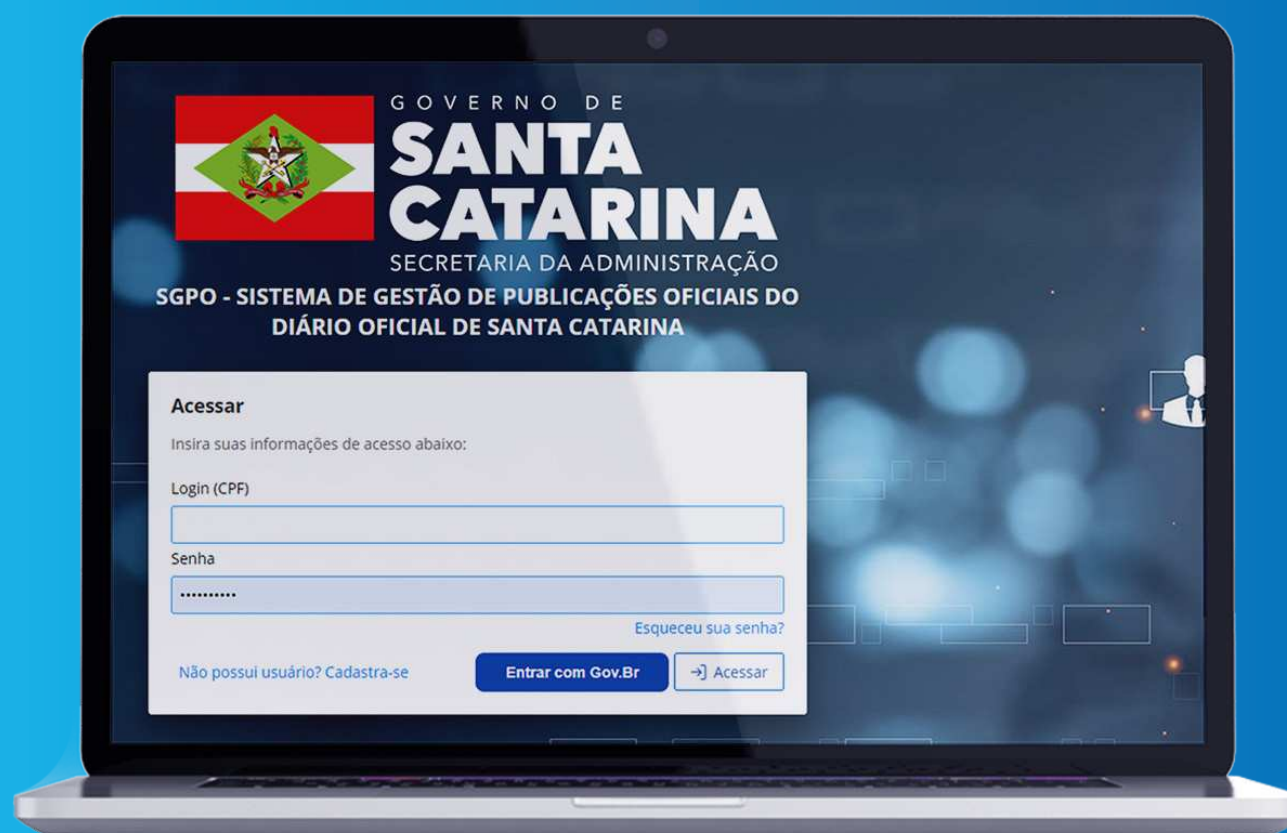 GOVERNO DE
SANTA
CATARINA
SECRETARIA DA ADMINISTRAÇÃO
SGPO - SISTEMA DE GESTÃO DE PUBLICAÇÕES OFICIAIS DO
DIÁRIO OFICIAL DE SANTA CATARINA
Acessar
Insira suas informações de acesso abaixo:
Login (CPF)
Senha
••••••••••
Esqueceu sua senha?
Não possui usuário? Cadastra-se
Entrar com Gov.Br
Acessar